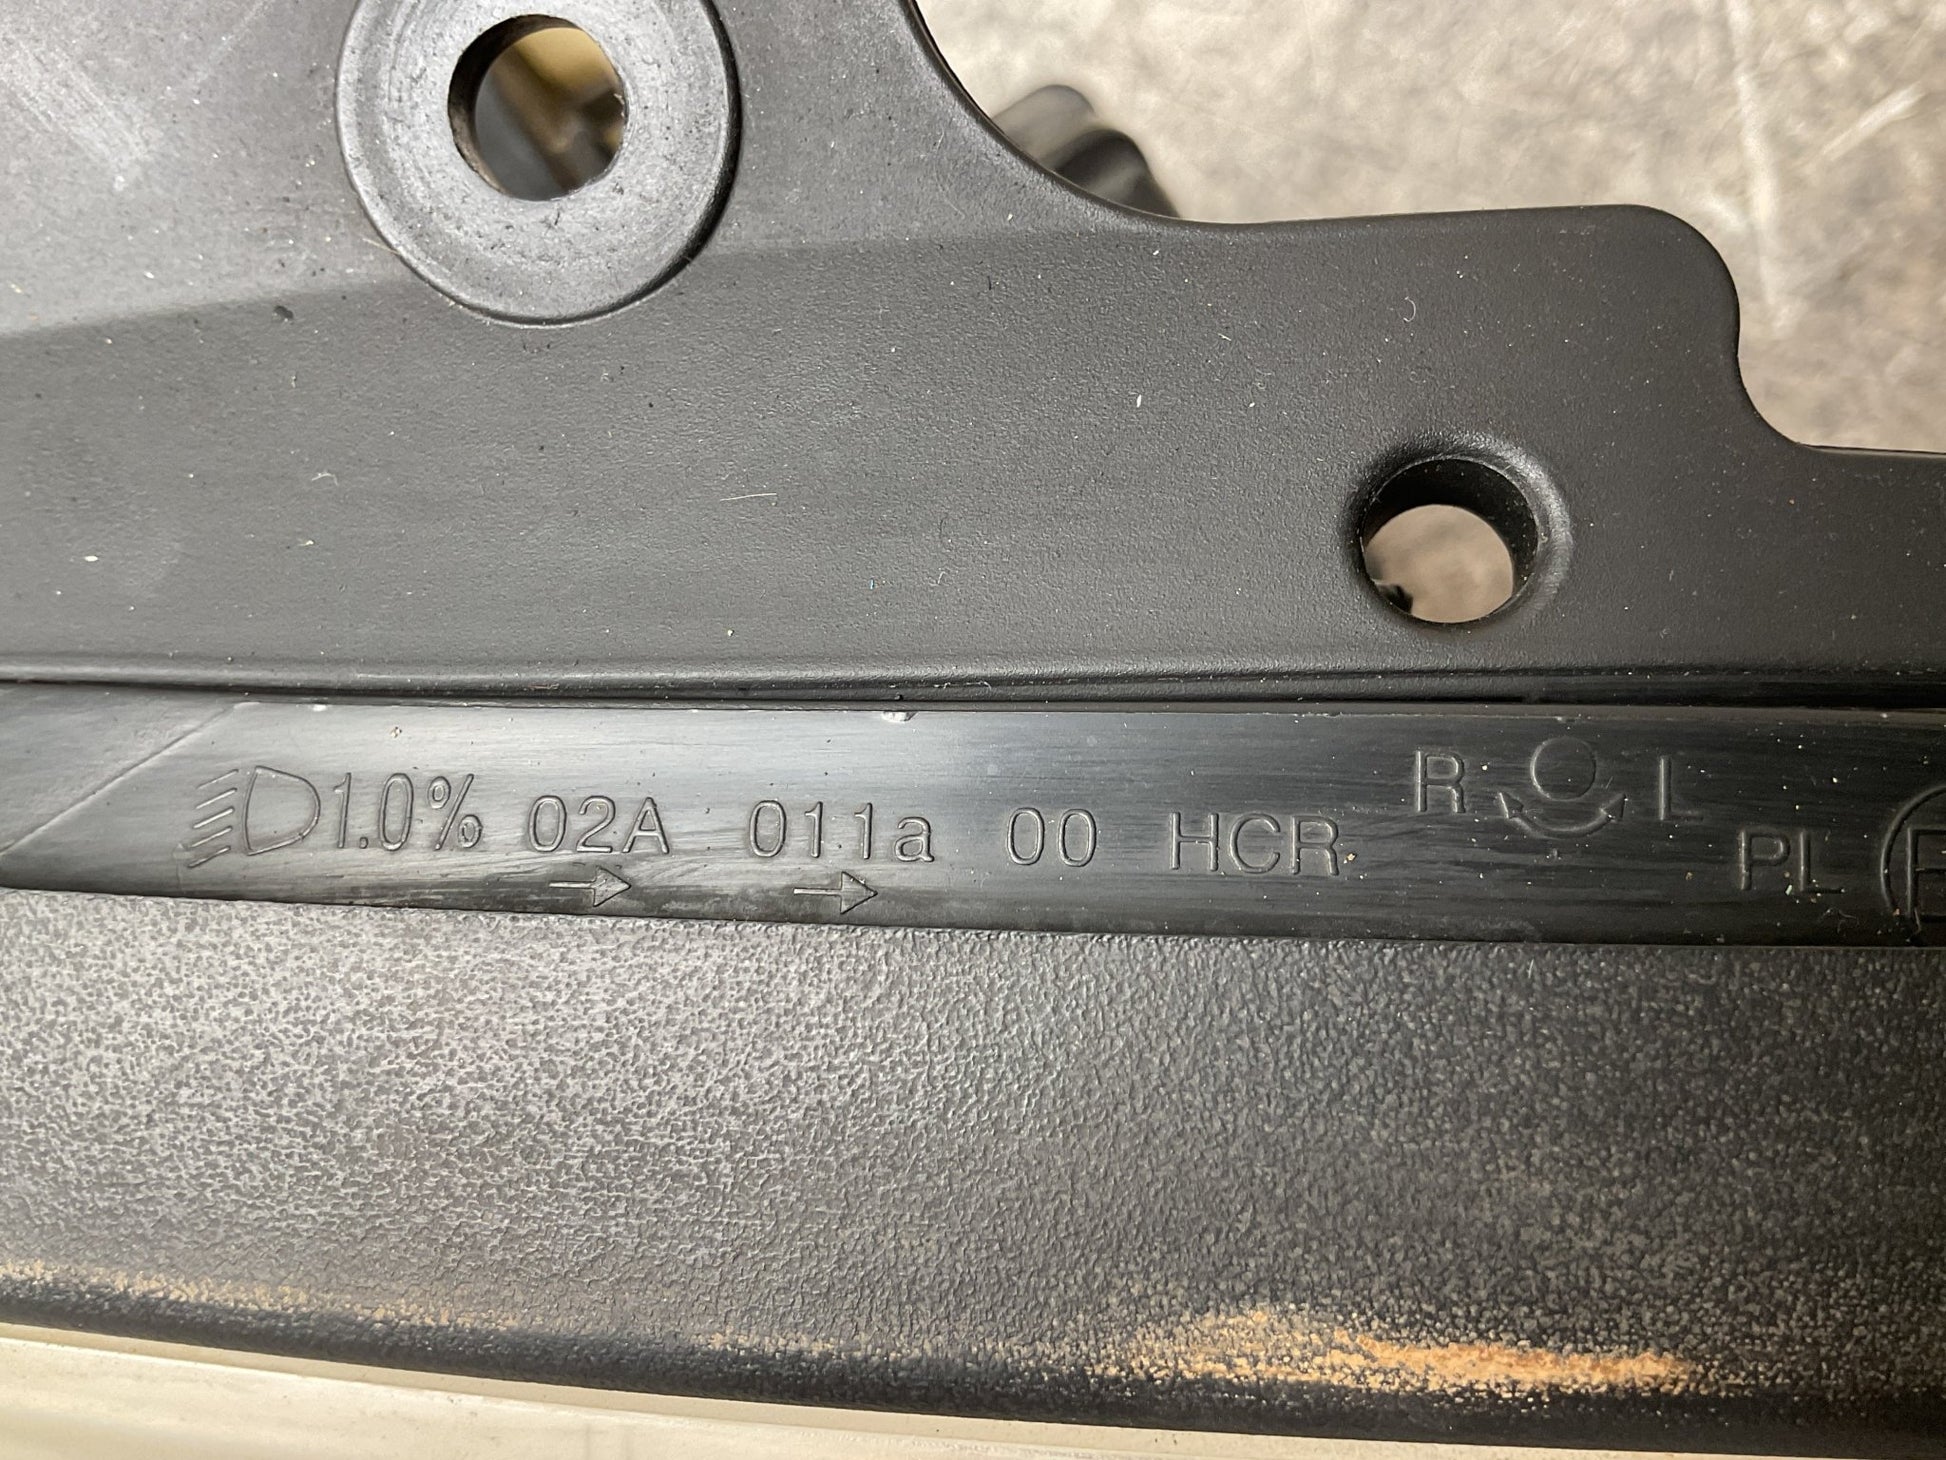 1.0% 02A 011a 00 HCR R L PL E
→ →